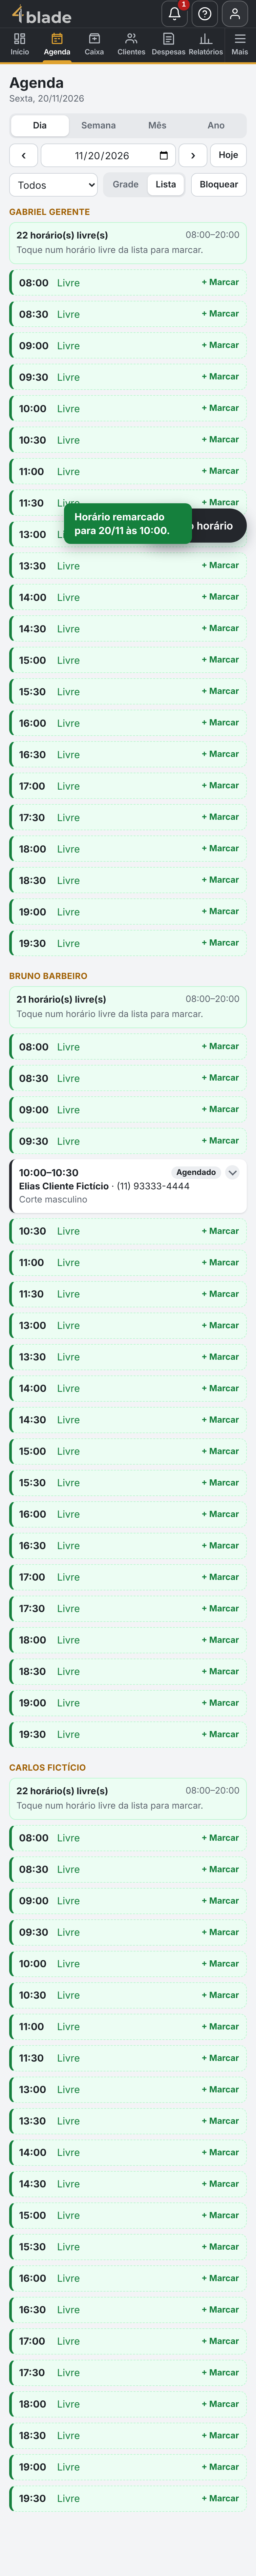 4blade
1
Início
Agenda
Caixa
Clientes
Despesas
Relatórios
Mais
Agenda
Sexta, 20/11/2026
Dia
Semana
Mês
Ano
11/20/2026
Hoje
Todos
Grade
Lista
Bloquear
GABRIEL GERENTE
22 horário(s) livre(s) 08:00–20:00
Toque num horário livre da lista para marcar.
08:00 Livre + Marcar
08:30 Livre + Marcar
09:00 Livre + Marcar
09:30 Livre + Marcar
10:00 Livre + Marcar
10:30 Livre + Marcar
11:00 Livre + Marcar
11:30 Livre + Marcar
Horário remarcado
para 20/11 às 10:00.
horário
13:00
13:30 Livre + Marcar
14:00 Livre + Marcar
14:30 Livre + Marcar
15:00 Livre + Marcar
15:30 Livre + Marcar
16:00 Livre + Marcar
16:30 Livre + Marcar
17:00 Livre + Marcar
17:30 Livre + Marcar
18:00 Livre + Marcar
18:30 Livre + Marcar
19:00 Livre + Marcar
19:30 Livre + Marcar
BRUNO BARBEIRO
21 horário(s) livre(s) 08:00–20:00
Toque num horário livre da lista para marcar.
08:00 Livre + Marcar
08:30 Livre + Marcar
09:00 Livre + Marcar
09:30 Livre + Marcar
10:00–10:30 Agendado
Elias Cliente Fictício · (11) 93333-4444
Corte masculino
10:30 Livre + Marcar
11:00 Livre + Marcar
11:30 Livre + Marcar
13:00 Livre + Marcar
13:30 Livre + Marcar
14:00 Livre + Marcar
14:30 Livre + Marcar
15:00 Livre + Marcar
15:30 Livre + Marcar
16:00 Livre + Marcar
16:30 Livre + Marcar
17:00 Livre + Marcar
17:30 Livre + Marcar
18:00 Livre + Marcar
18:30 Livre + Marcar
19:00 Livre + Marcar
19:30 Livre + Marcar
CARLOS FICTÍCIO
22 horário(s) livre(s) 08:00–20:00
Toque num horário livre da lista para marcar.
08:00 Livre + Marcar
08:30 Livre + Marcar
09:00 Livre + Marcar
09:30 Livre + Marcar
10:00 Livre + Marcar
10:30 Livre + Marcar
11:00 Livre + Marcar
11:30 Livre + Marcar
13:00 Livre + Marcar
13:30 Livre + Marcar
14:00 Livre + Marcar
14:30 Livre + Marcar
15:00 Livre + Marcar
15:30 Livre + Marcar
16:00 Livre + Marcar
16:30 Livre + Marcar
17:00 Livre + Marcar
17:30 Livre + Marcar
18:00 Livre + Marcar
18:30 Livre + Marcar
19:00 Livre + Marcar
19:30 Livre + Marcar